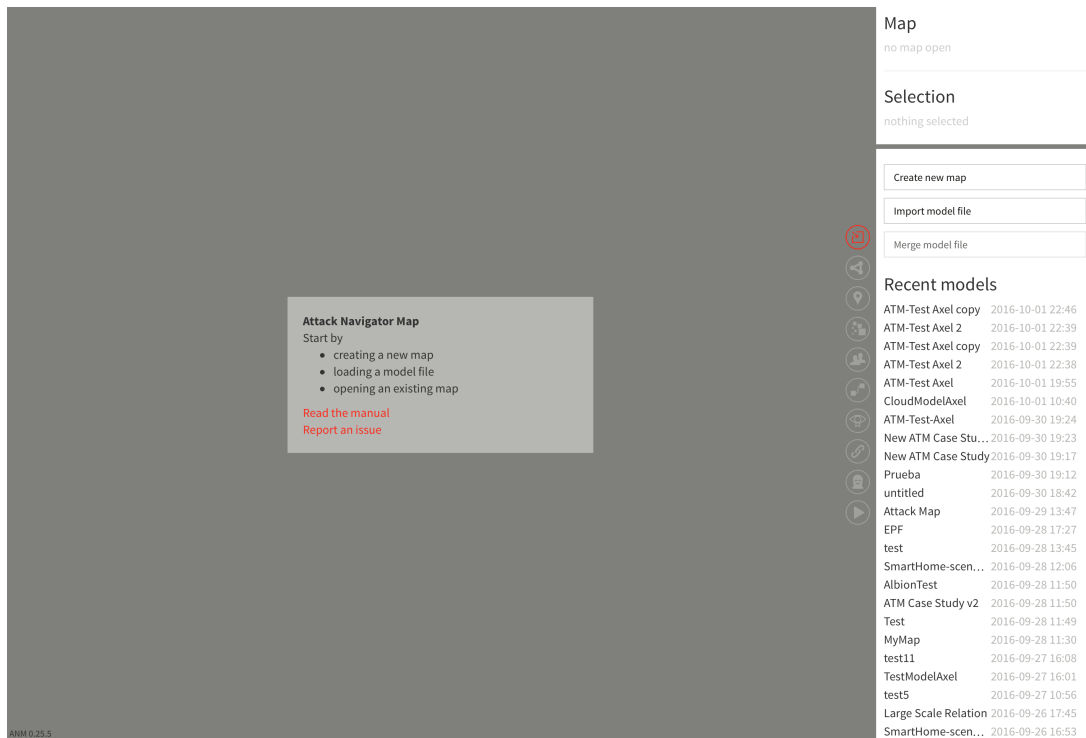 Map
no map open
Selection
nothing selected
Create new map
Import model file
Merge model file
Attack Navigator Map
Start by
• creating a new map
• loading a model file
• opening an existing map
Read the manual
Report an issue
Recent models
ATM-Test Axel copy 2016-10-01 22:46
ATM-Test Axel 2 2016-10-01 22:39
ATM-Test Axel copy 2016-10-01 22:39
ATM-Test Axel 2 2016-10-01 22:38
ATM-Test Axel 2016-10-01 19:55
CloudModelAxel 2016-10-01 10:40
ATM-Test-Axel 2016-09-30 19:24
New ATM Case Stu... 2016-09-30 19:23
New ATM Case Study 2016-09-30 19:17
Prueba 2016-09-30 19:12
untitled 2016-09-30 18:42
Attack Map 2016-09-29 13:47
EPF 2016-09-28 17:27
test 2016-09-28 13:45
SmartHome-scen... 2016-09-28 12:06
AlbionTest 2016-09-28 11:50
ATM Case Study v2 2016-09-28 11:50
Test 2016-09-28 11:49
MyMap 2016-09-28 11:30
test11 2016-09-27 16:08
TestModelAxel 2016-09-27 16:01
test5 2016-09-27 10:56
Large Scale Relation 2016-09-26 17:45
SmartHome-scen... 2016-09-26 16:53
ANM 0.25.5